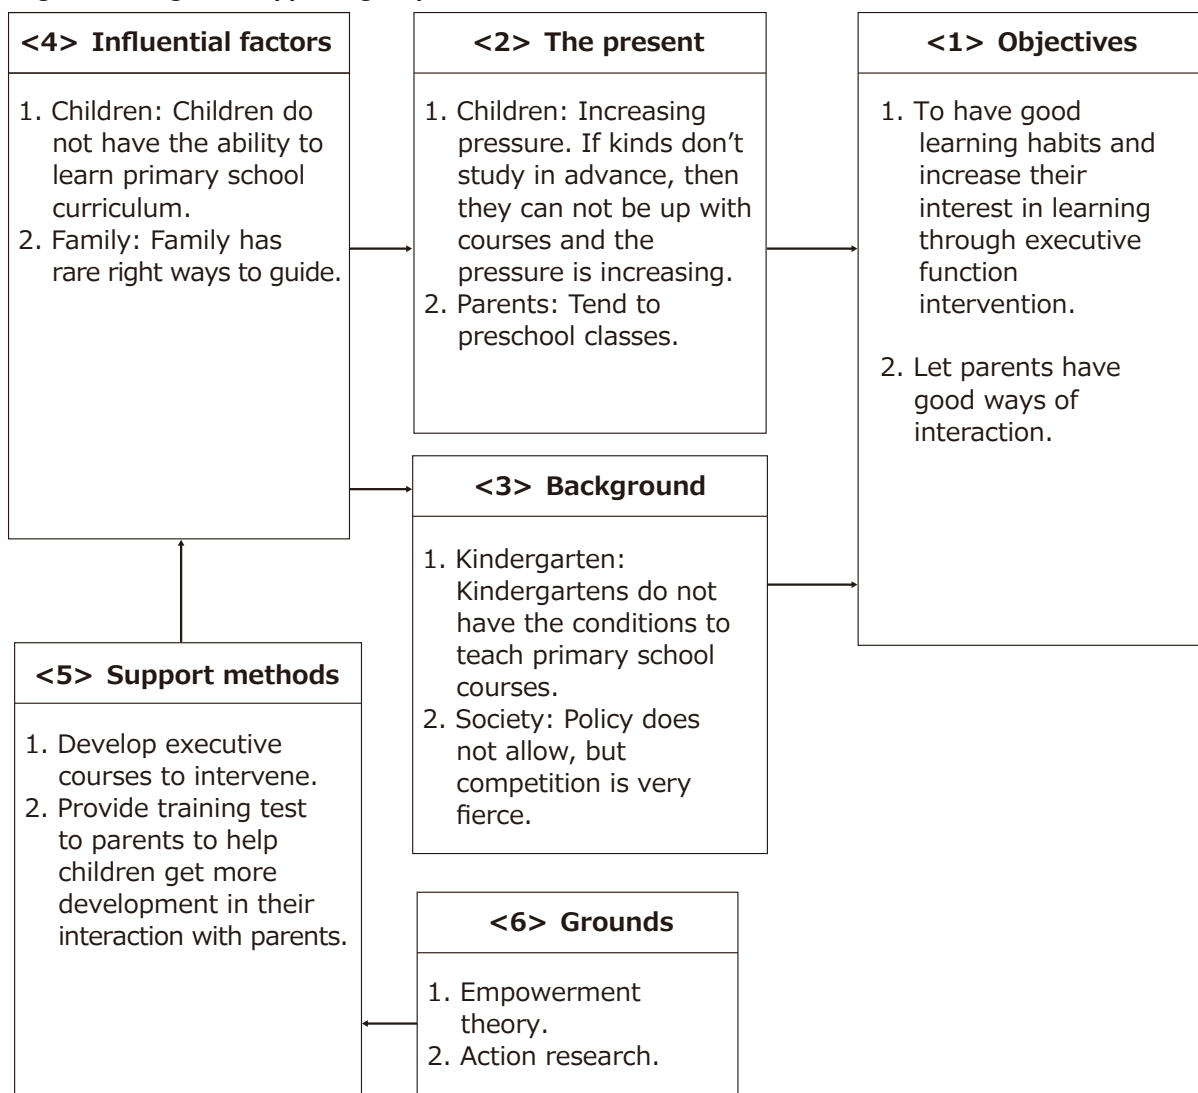 <4> Influential factors
1. Children: Children do
not have the ability to
learn primary school
curriculum.
2. Family: Family has
rare right ways to guide.
<2> The present
1. Children: Increasing
pressure. If kinds don't
study in advance, then
they can not be up with
courses and the
pressure is increasing.
2. Parents: Tend to
preschool classes.
<1> Objectives
1. To have good
learning habits and
increase their
interest in learning
through executive
function
intervention.
2. Let parents have
good ways of
interaction.
<3> Background
1. Kindergarten:
Kindergartens do not
have the conditions to
teach primary school
courses.
2. Society: Policy does
not allow, but
competition is very
fierce.
<5> Support methods
1. Develop executive
courses to intervene.
2. Provide training test
to parents to help
children get more
development in their
interaction with parents.
<6> Grounds
1. Empowerment
theory.
2. Action research.